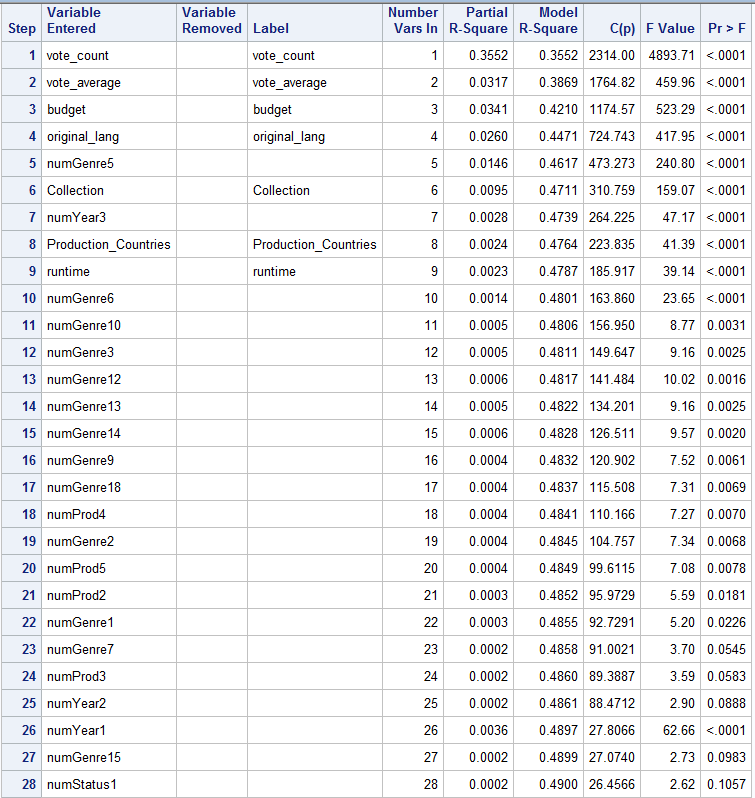 Step Variable Entered Variable Removed Label Number Vars In Partial R-Square Model R-Square C(p) F Value Pr > F
1 vote_count vote_count 1 0.3552 0.3552 2314.00 4893.71 <.0001
2 vote_average vote_average 2 0.0317 0.3869 1764.82 459.96 <.0001
3 budget budget 3 0.0341 0.4210 1174.57 523.29 <.0001
4 original_lang original_lang 4 0.0260 0.4471 724.743 417.95 <.0001
5 numGenre5 5 0.0146 0.4617 473.273 240.80 <.0001
6 Collection Collection 6 0.0095 0.4711 310.759 159.07 <.0001
7 numYear3 7 0.0028 0.4739 264.225 47.17 <.0001
8 Production_Countries Production_Countries 8 0.0024 0.4764 223.835 41.39 <.0001
9 runtime runtime 9 0.0023 0.4787 185.917 39.14 <.0001
10 numGenre6 10 0.0014 0.4801 163.860 23.65 <.0001
11 numGenre10 11 0.0005 0.4806 156.950 8.77 0.0031
12 numGenre3 12 0.0005 0.4811 149.647 9.16 0.0025
13 numGenre12 13 0.0006 0.4817 141.484 10.02 0.0016
14 numGenre13 14 0.0005 0.4822 134.201 9.16 0.0025
15 numGenre14 15 0.0006 0.4828 126.511 9.57 0.0020
16 numGenre9 16 0.0004 0.4832 120.902 7.52 0.0061
17 numGenre18 17 0.0004 0.4837 115.508 7.31 0.0069
18 numProd4 18 0.0004 0.4841 110.166 7.27 0.0070
19 numGenre2 19 0.0004 0.4845 104.757 7.34 0.0068
20 numProd5 20 0.0004 0.4849 99.6115 7.08 0.0078
21 numProd2 21 0.0003 0.4852 95.9729 5.59 0.0181
22 numGenre1 22 0.0003 0.4855 92.7291 5.20 0.0226
23 numGenre7 23 0.0002 0.4858 91.0021 3.70 0.0545
24 numProd3 24 0.0002 0.4860 89.3887 3.59 0.0583
25 numYear2 25 0.0002 0.4861 88.4712 2.90 0.0888
26 numYear1 26 0.0036 0.4897 27.8066 62.66 <.0001
27 numGenre15 27 0.0002 0.4899 27.0740 2.73 0.0983
28 numStatus1 28 0.0002 0.4900 26.4566 2.62 0.1057